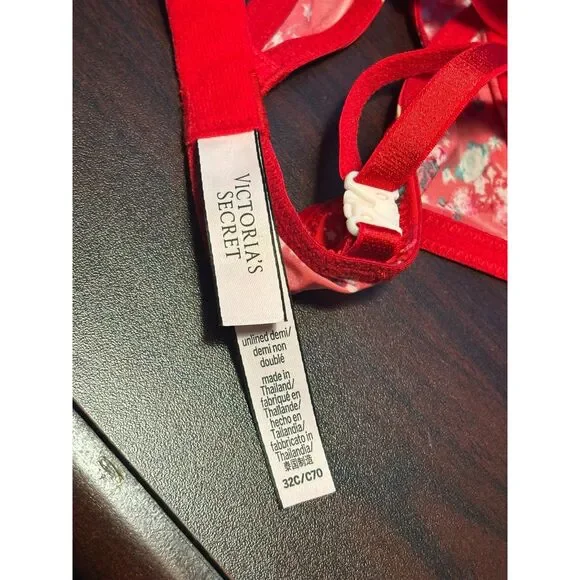 VICTORIA'S
SECRET
unlined demi/
demi non
doublé
made in
Thailand/
fabriqué en
Thaïlande/
hecho en
Tailandia/
fabbricato in
Thailandia/
泰国制造
32C/C70